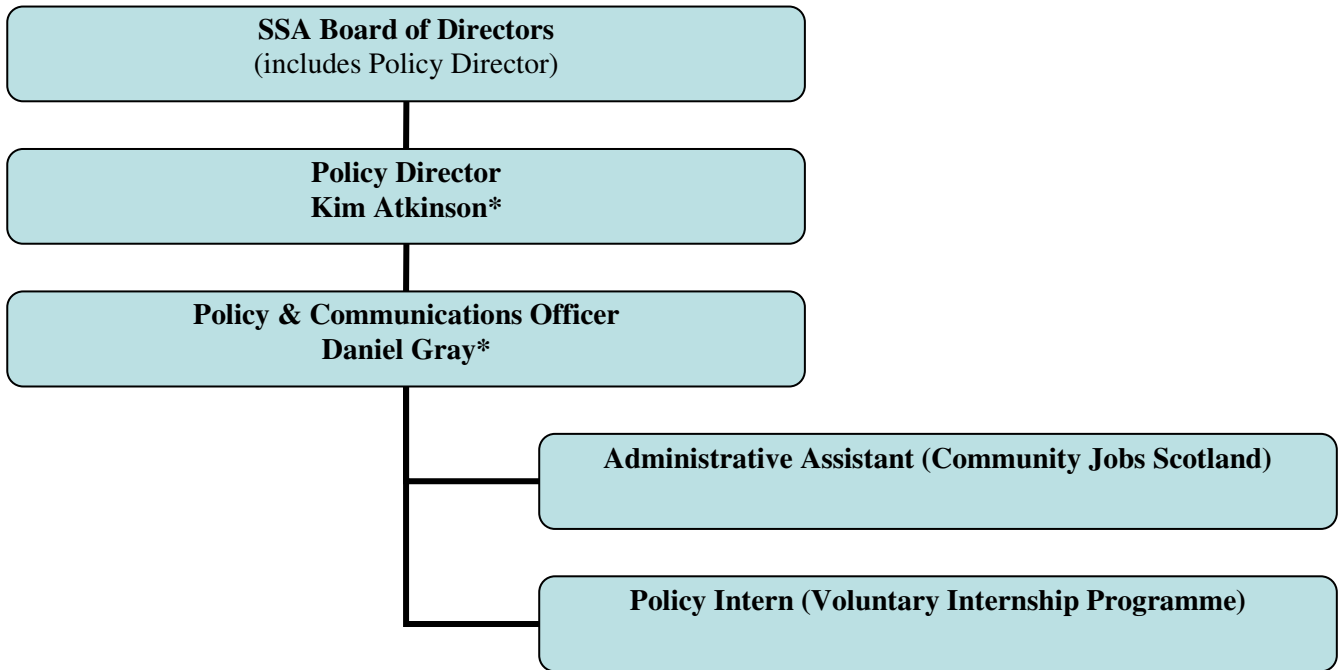 SSA Board of Directors
(includes Policy Director)
Policy Director
Kim Atkinson*
Policy & Communications Officer
Daniel Gray*
Administrative Assistant (Community Jobs Scotland)
Policy Intern (Voluntary Internship Programme)